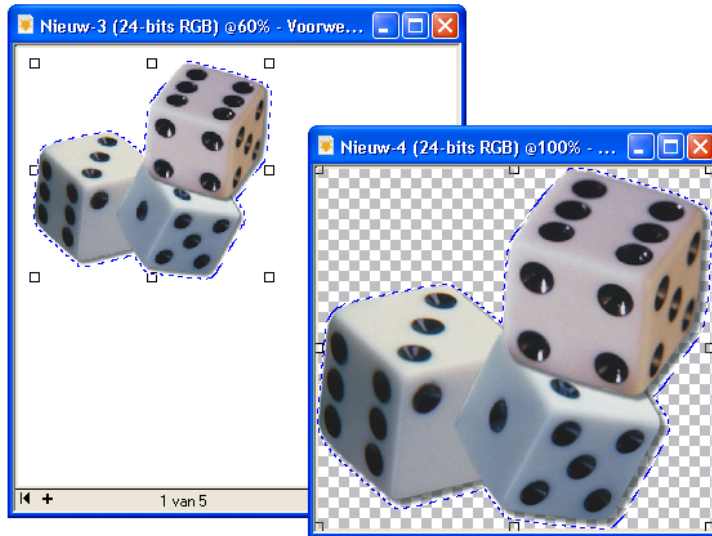 Nieuw-3 (24-bits RGB) @60% - Voorwe...
Nieuw-4 (24-bits RGB) @100% - ...
1 van 5